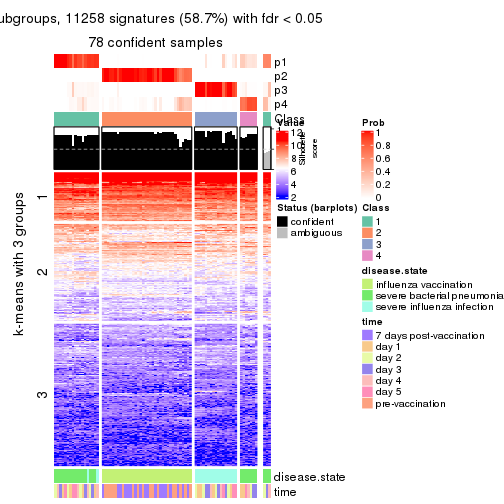 ubgroups, 11258 signatures (58.7%) with fdr < 0.05
78 confident samples
p1
p2
p3
p4
Class
Silhouette score
k-means with 3 groups
1
2
3
disease.state
time
Value
12
10
8
6
4
2
Status (barplots)
confident
ambiguous
Prob
1
0.8
0.6
0.4
0.2
0
Class
1
2
3
4
disease.state
influenza vaccination
severe bacterial pneumonia
severe influenza infection
time
7 days post-vaccination
day 1
day 2
day 3
day 4
day 5
pre-vaccination